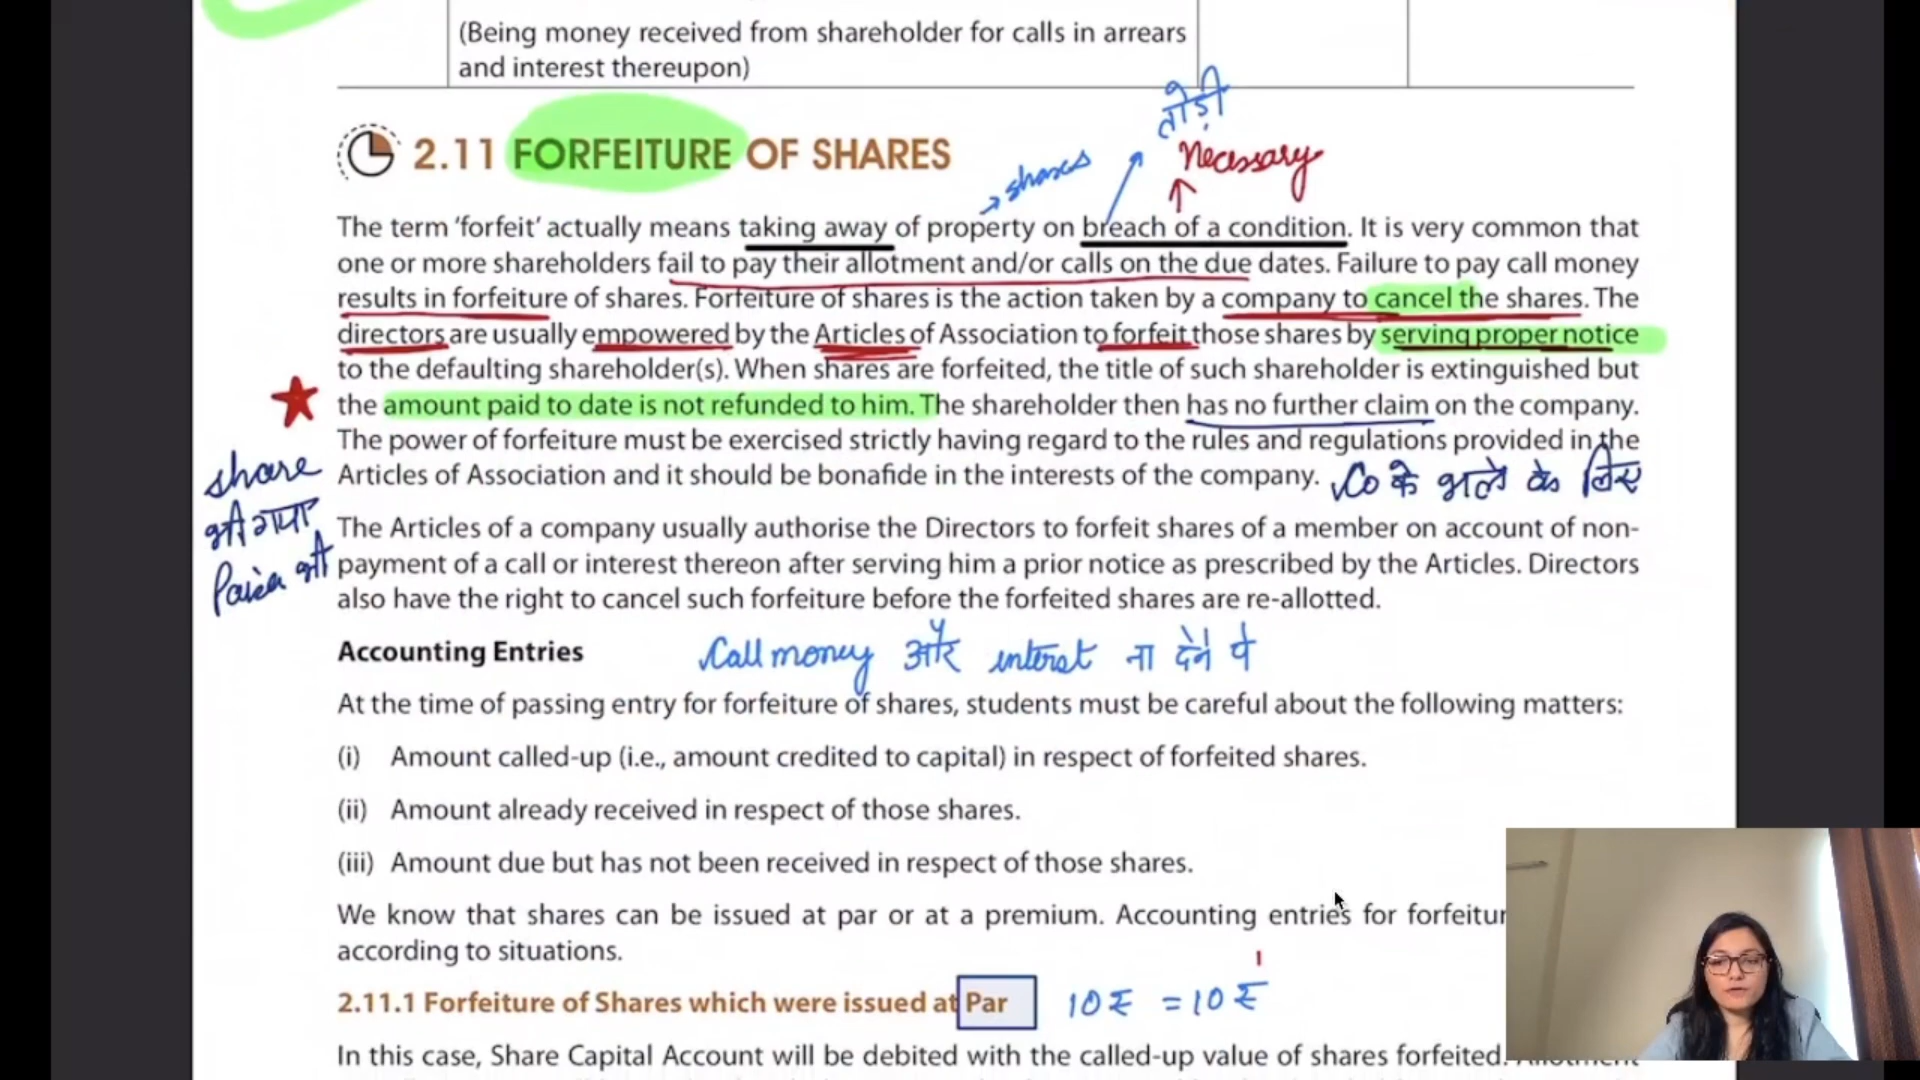 (Being money received from shareholder for calls in arrears
and interest thereupon)
तोड़ी
2.11 FORFEITURE OF SHARES
shares
Necessary
The term 'forfeit' actually means taking away of property on breach of a condition. It is very common that
one or more shareholders fail to pay their allotment and/or calls on the due dates. Failure to pay call money
results in forfeiture of shares. Forfeiture of shares is the action taken by a company to cancel the shares. The
directors are usually empowered by the Articles of Association to forfeit those shares by serving proper notice
to the defaulting shareholder(s). When shares are forfeited, the title of such shareholder is extinguished but
the amount paid to date is not refunded to him. The shareholder then has no further claim on the company.
The power of forfeiture must be exercised strictly having regard to the rules and regulations provided in the
share
Articles of Association and it should be bonafide in the interests of the company. Co के भले के लिए
भी गया
The Articles of a company usually authorise the Directors to forfeit shares of a member on account of non-
Paisa भी
payment of a call or interest thereon after serving him a prior notice as prescribed by the Articles. Directors
also have the right to cancel such forfeiture before the forfeited shares are re-allotted.
Accounting Entries
Call money और interest ना देने पे
At the time of passing entry for forfeiture of shares, students must be careful about the following matters:
(i) Amount called-up (i.e., amount credited to capital) in respect of forfeited shares.
(ii) Amount already received in respect of those shares.
(iii) Amount due but has not been received in respect of those shares.
We know that shares can be issued at par or at a premium. Accounting entries for
according to situations.
2.11.1 Forfeiture of Shares which were issued at Par
10₹ = 10₹
In this case, Share Capital Account will be debited with the called-up value of shares forfeited.